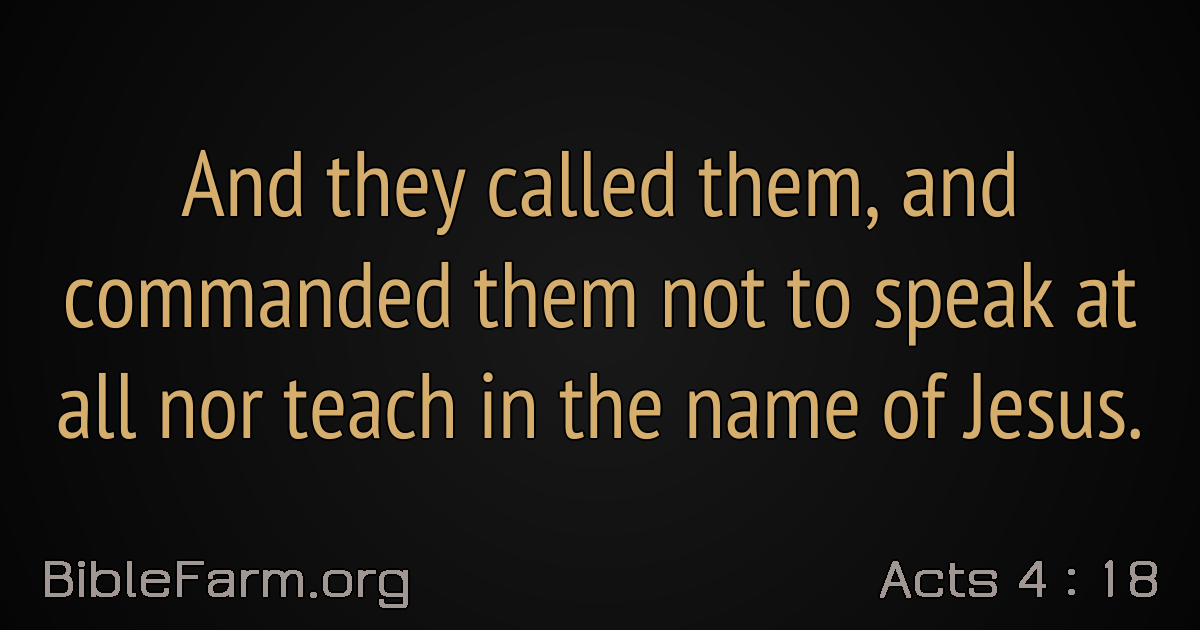 And they called them, and
commanded them not to speak at
all nor teach in the name of Jesus.
BibleFarm.org
Acts 4 : 18